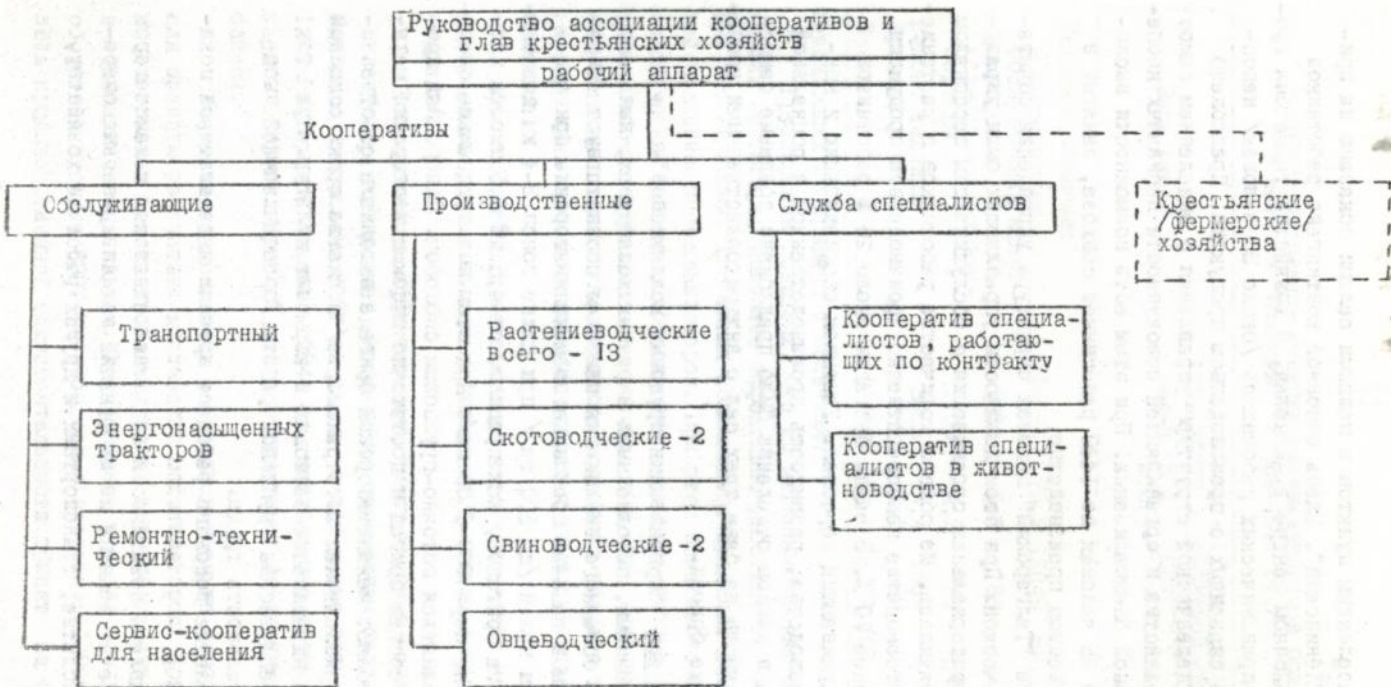 Руководство ассоциации кооперативов и
глав крестьянских хозяйств
рабочий аппарат
Кооперативы
Обслуживающие
Производственные
Служба специалистов
Крестьянские
/фермерские/
хозяйства
Транспортный
Энергонасыщенных
тракторов
Ремонтно-техни-
ческий
Сервис-кооператив
для населения
Растениеводческие
всего - 13
Скотоводческие -2
Свиноводческие -2
Овцеводческий
Кооператив специа-
листов, работаю-
щих по контракту
Кооператив специ-
алистов в живот-
новодстве